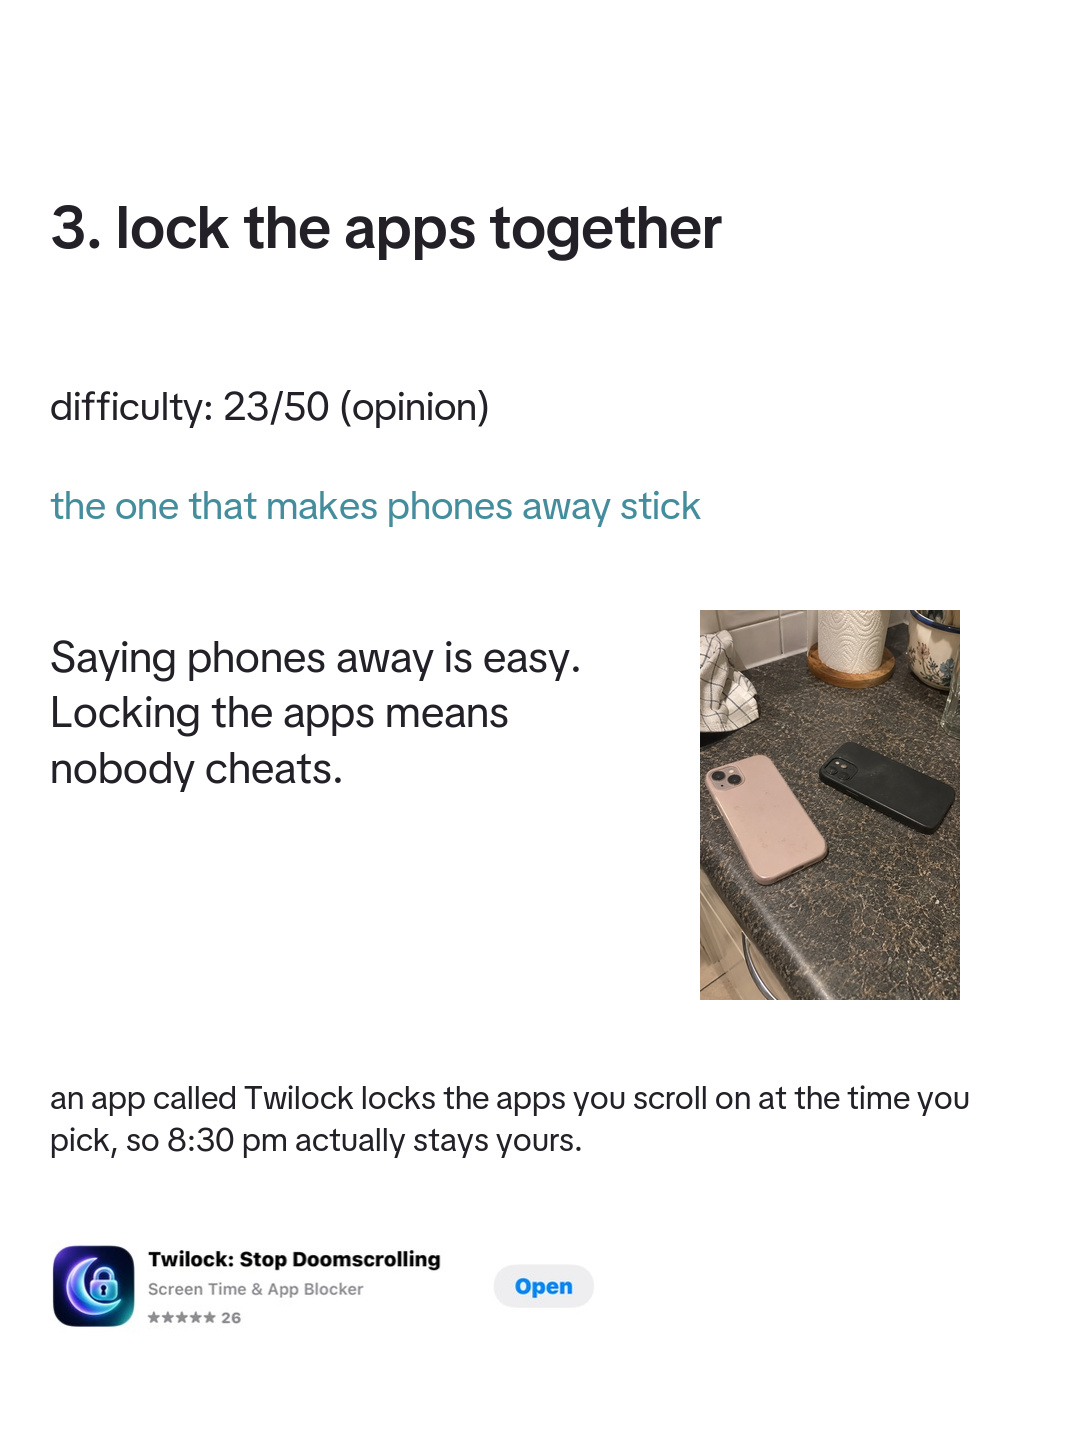 3. lock the apps together
difficulty: 23/50 (opinion)
the one that makes phones away stick
Saying phones away is easy.
Locking the apps means
nobody cheats.
an app called Twilock locks the apps you scroll on at the time you
pick, so 8:30 pm actually stays yours.
Twilock: Stop Doomscrolling
Screen Time & App Blocker
★★★★★ 26
Open